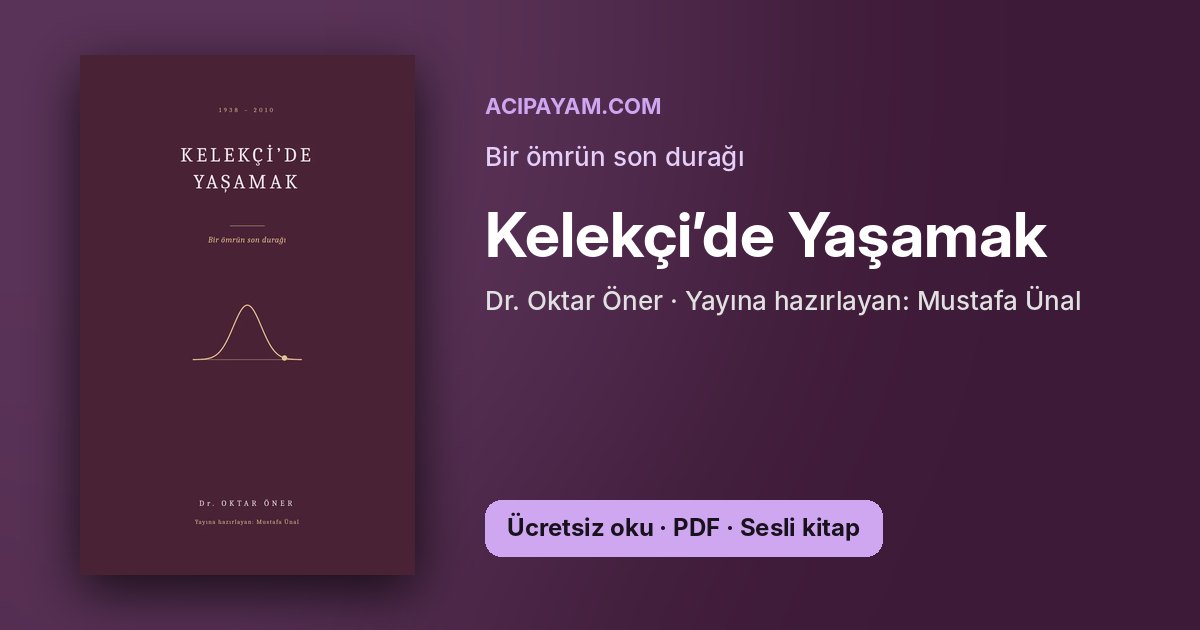 1938 – 2010
KELEKÇİ’DE
YAŞAMAK
Bir ömrün son durağı
Dr. OKTAR ÖNER
Yayına hazırlayan: Mustafa Ünal
ACIPAYAM.COM
Bir ömrün son durağı
Kelekçi’de Yaşamak
Dr. Oktar Öner · Yayına hazırlayan: Mustafa Ünal
Ücretsiz oku · PDF · Sesli kitap